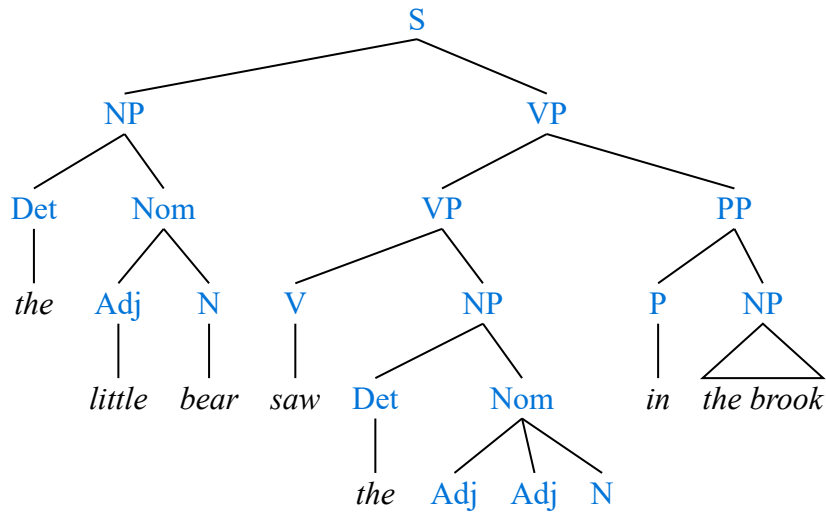 S
NP VP
Det Nom VP PP
the Adj N V NP P NP
little bear saw Det Nom in the brook
the Adj Adj N